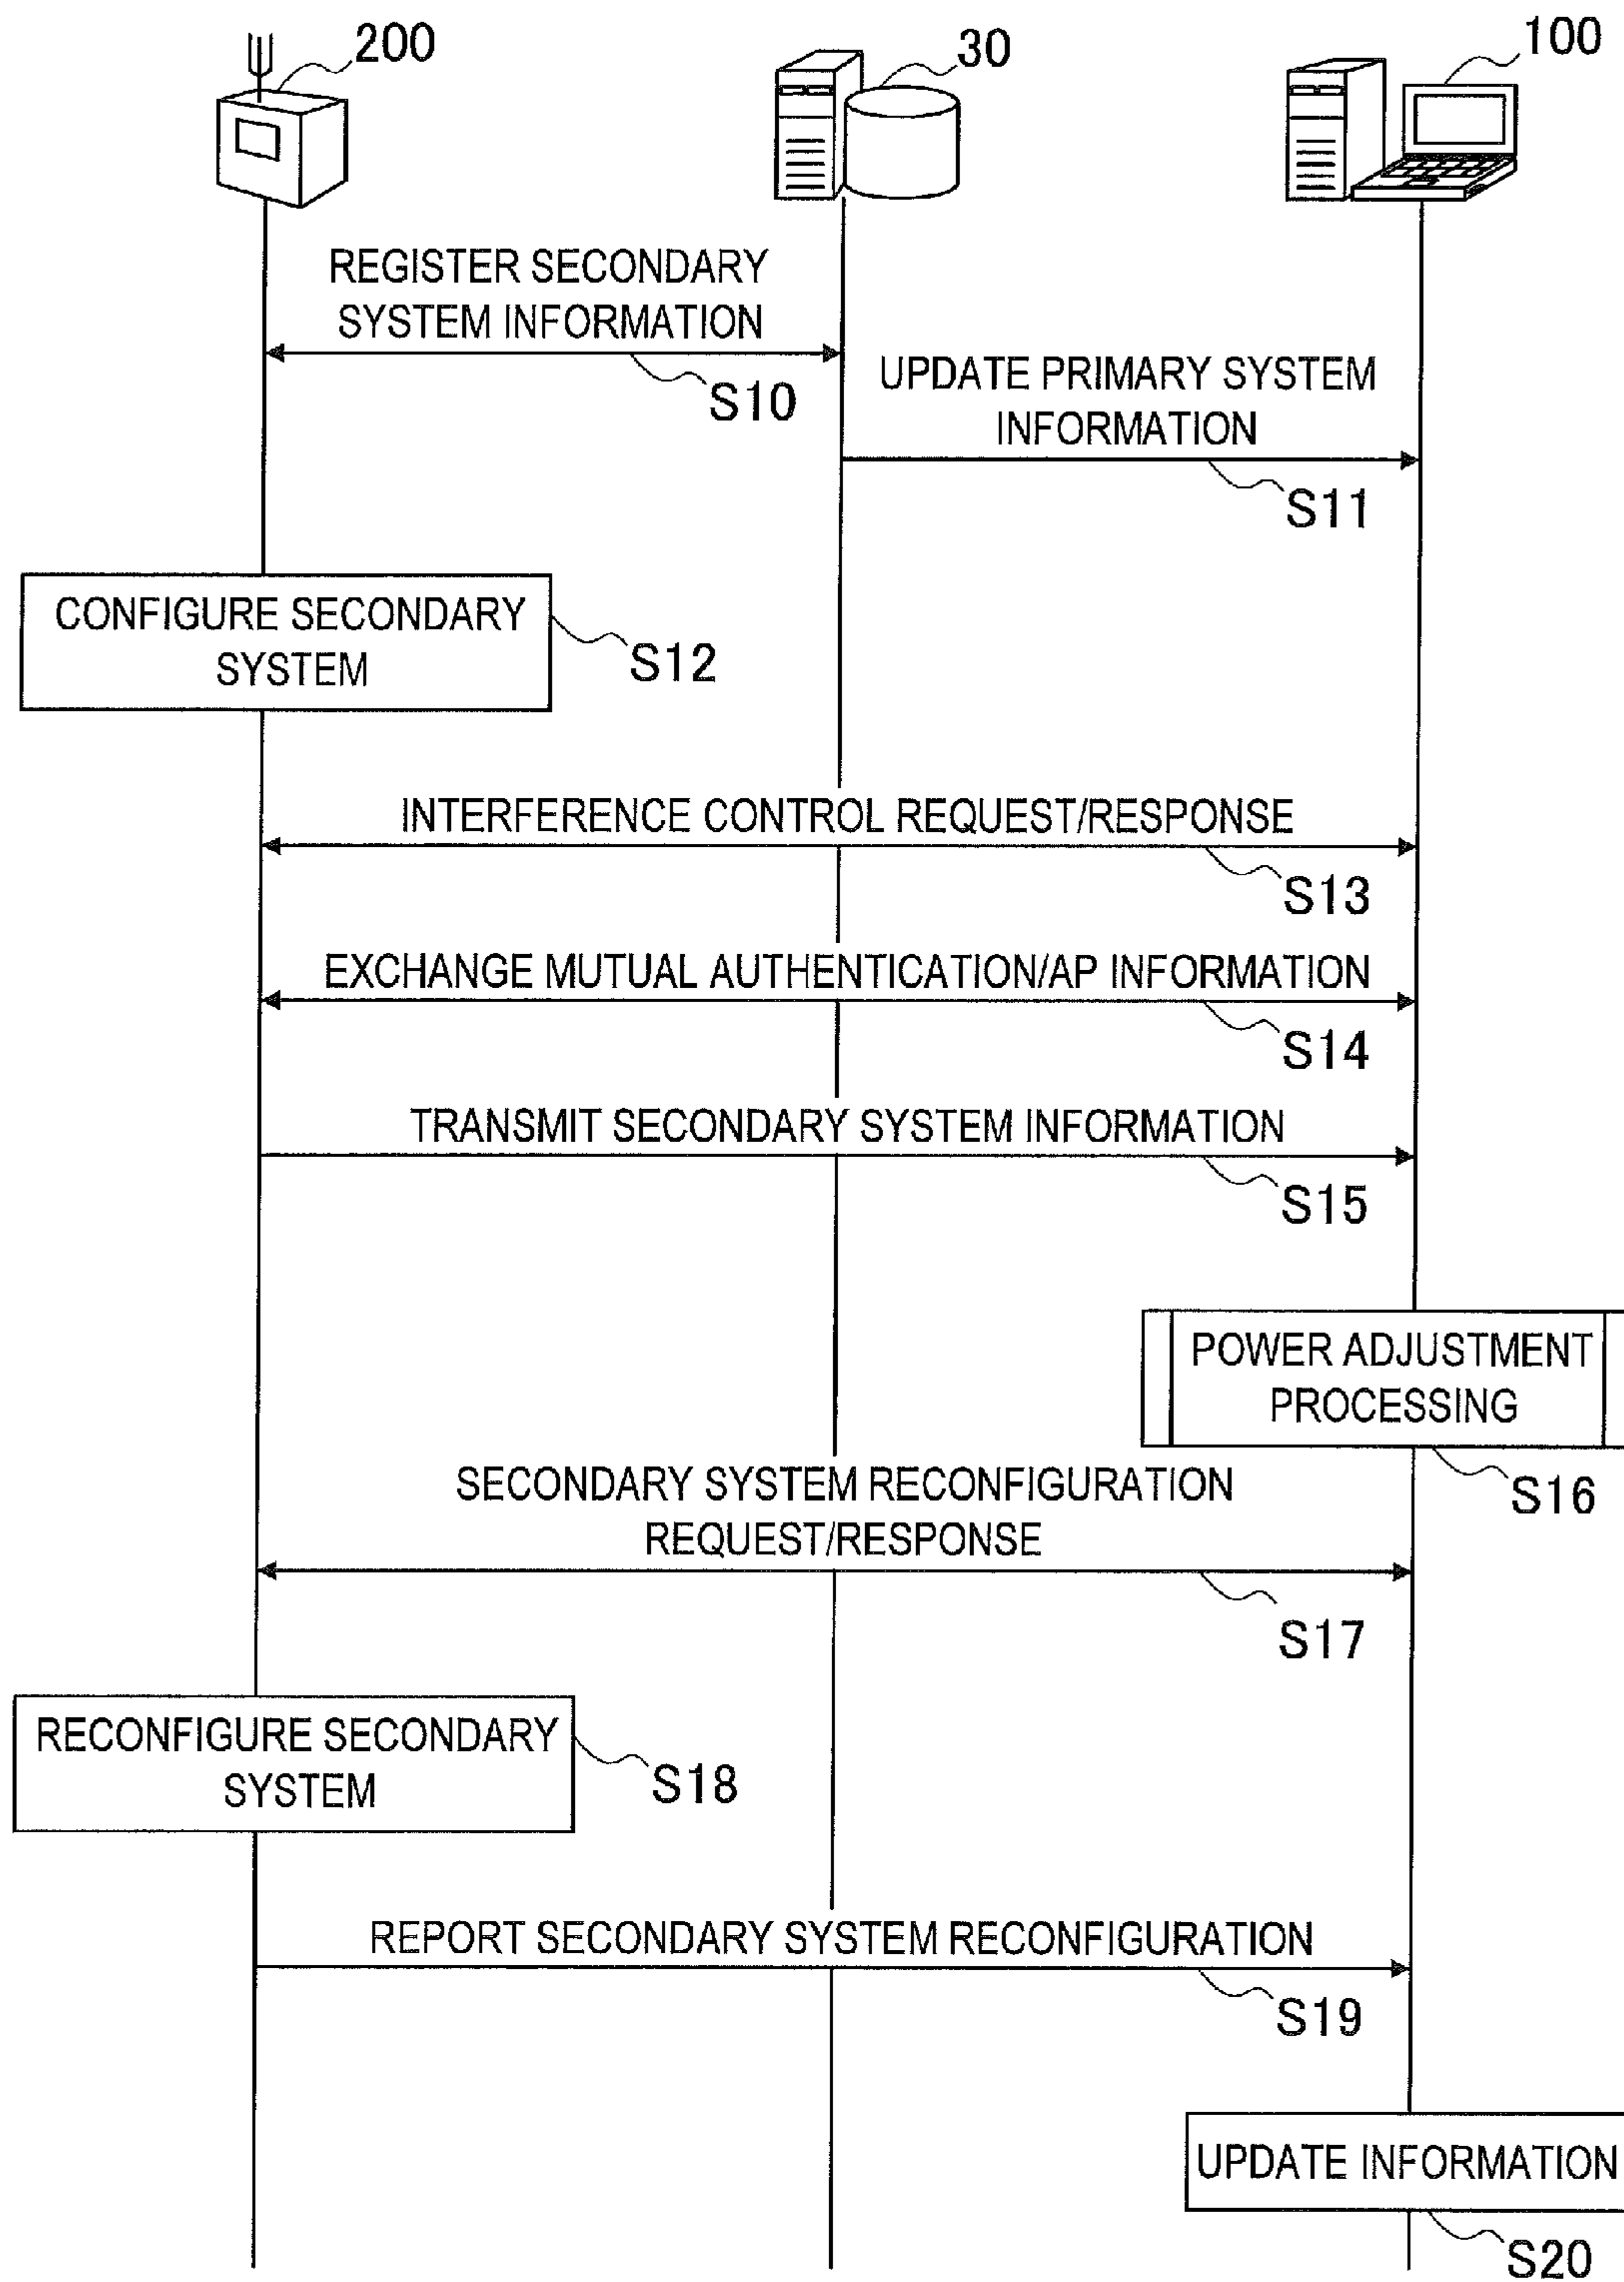 200
30
100
REGISTER SECONDARY
SYSTEM INFORMATION
S10
UPDATE PRIMARY SYSTEM
INFORMATION
S11
CONFIGURE SECONDARY
SYSTEM
S12
INTERFERENCE CONTROL REQUEST/RESPONSE
S13
EXCHANGE MUTUAL AUTHENTICATION/AP INFORMATION
S14
TRANSMIT SECONDARY SYSTEM INFORMATION
S15
POWER ADJUSTMENT
PROCESSING
S16
SECONDARY SYSTEM RECONFIGURATION
REQUEST/RESPONSE
S17
RECONFIGURE SECONDARY
SYSTEM
S18
REPORT SECONDARY SYSTEM RECONFIGURATION
S19
UPDATE INFORMATION
S20